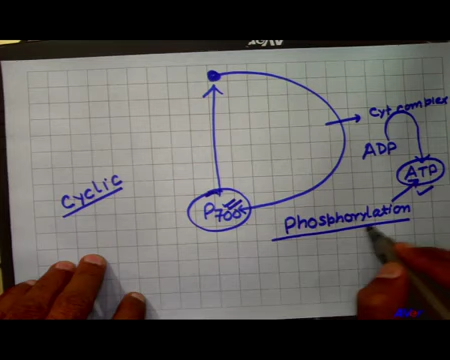 Cyt complex
ADP
ATP
Cyclic
P700
Phosphorylation